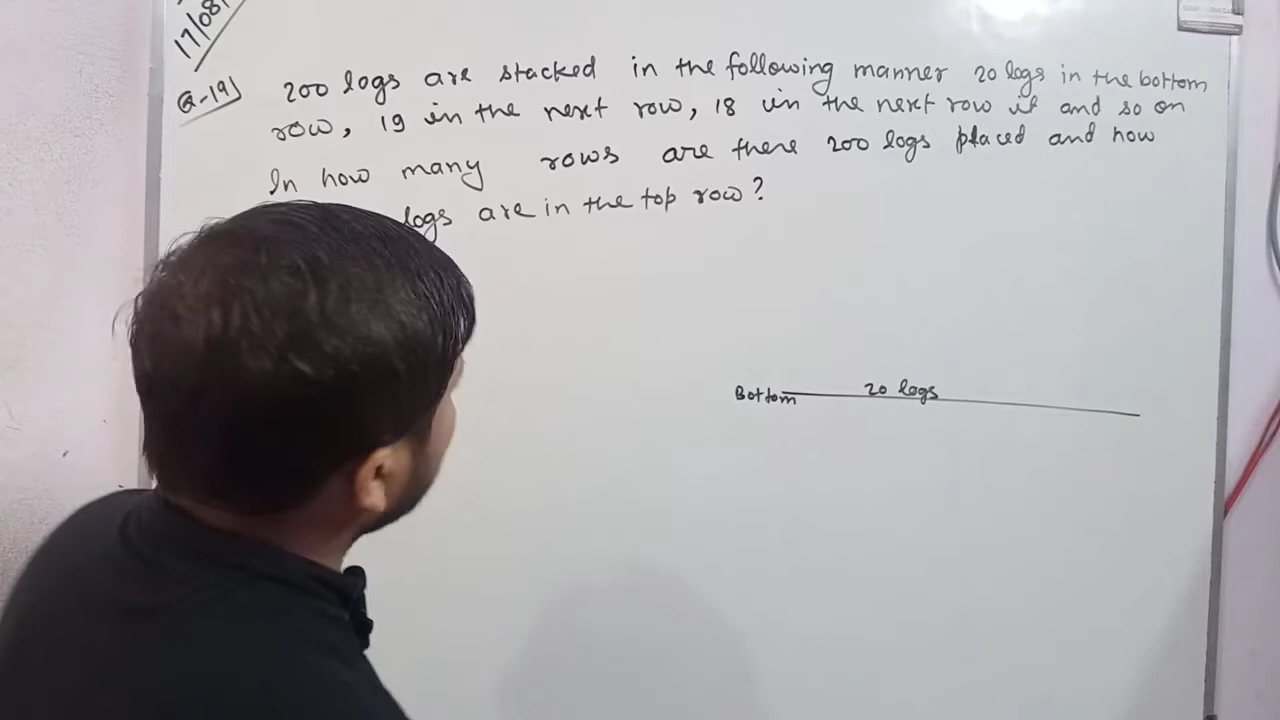 17/08/
Q-19) 200 logs are stacked in the following manner 20 logs in the bottom
row, 19 in the next row, 18 in the next row it and so on
In how many rows are there 200 logs placed and how
logs are in the top row?
Bottom 20 logs